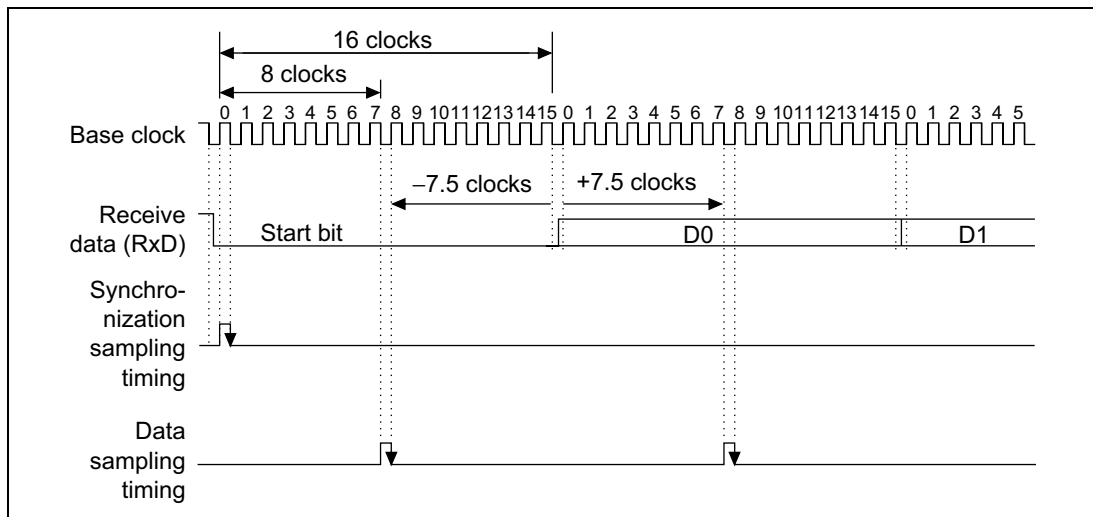 16 clocks
8 clocks
0 1 2 3 4 5 6 7 8 9 10 11 12 13 14 15 0 1 2 3 4 5 6 7 8 9 10 11 12 13 14 15 0 1 2 3 4 5
Base clock
–7.5 clocks +7.5 clocks
Receive
data (RxD)
Start bit D0 D1
Synchro-
nization
sampling
timing
Data
sampling
timing